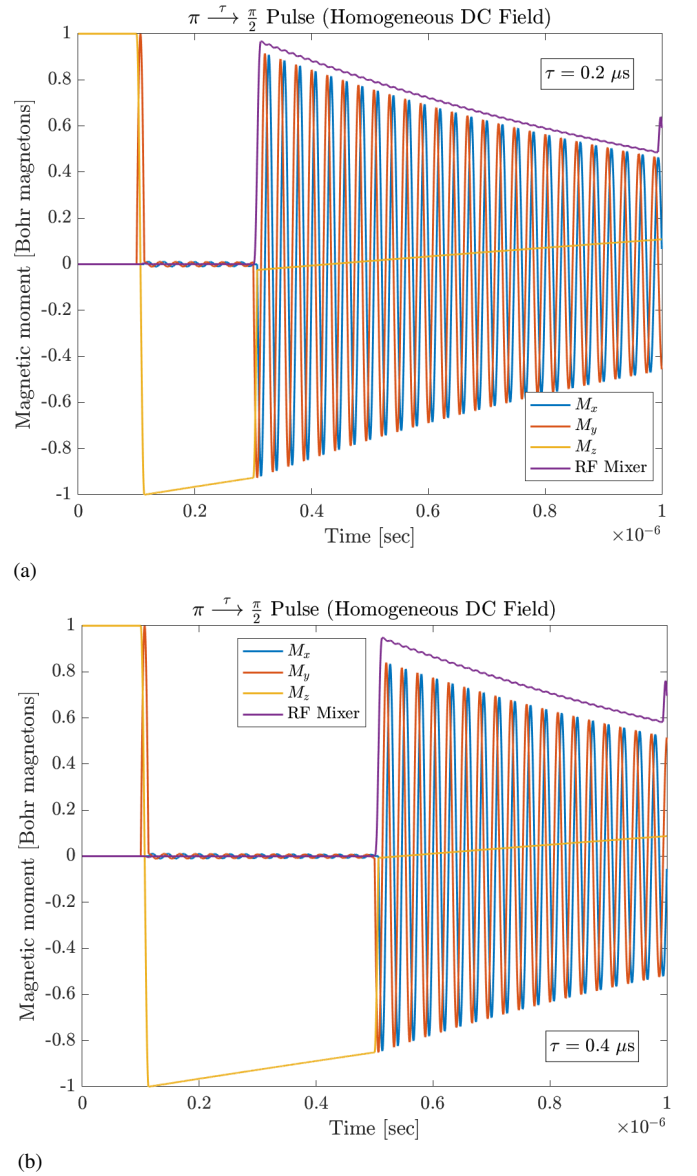 π →τ π/2 Pulse (Homogeneous DC Field)
Magnetic moment [Bohr magnetons]
1
0.8
0.6
0.4
0.2
0
-0.2
-0.4
-0.6
-0.8
-1
τ = 0.2 μs
M_x
M_y
M_z
RF Mixer
0 0.2 0.4 0.6 0.8 1
Time [sec] ×10⁻⁶
(a)
π →τ π/2 Pulse (Homogeneous DC Field)
Magnetic moment [Bohr magnetons]
1
0.8
0.6
0.4
0.2
0
-0.2
-0.4
-0.6
-0.8
-1
M_x
M_y
M_z
RF Mixer
τ = 0.4 μs
0 0.2 0.4 0.6 0.8 1
Time [sec] ×10⁻⁶
(b)